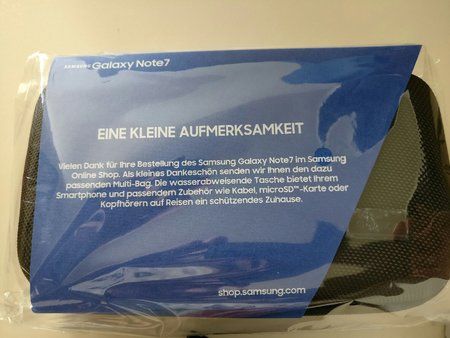 SAMSUNG Galaxy Note7
EINE KLEINE AUFMERKSAMKEIT
Vielen Dank für Ihre Bestellung des Samsung Galaxy Note7 im Samsung
Online Shop. Als kleines Dankeschön senden wir Ihnen den dazu
passenden Multi-Bag. Die wasserabweisende Tasche bietet Ihrem
Smartphone und passendem Zubehör wie Kabel, microSD™-Karte oder
Kopfhörern auf Reisen ein schützendes Zuhause.
shop.samsung.com